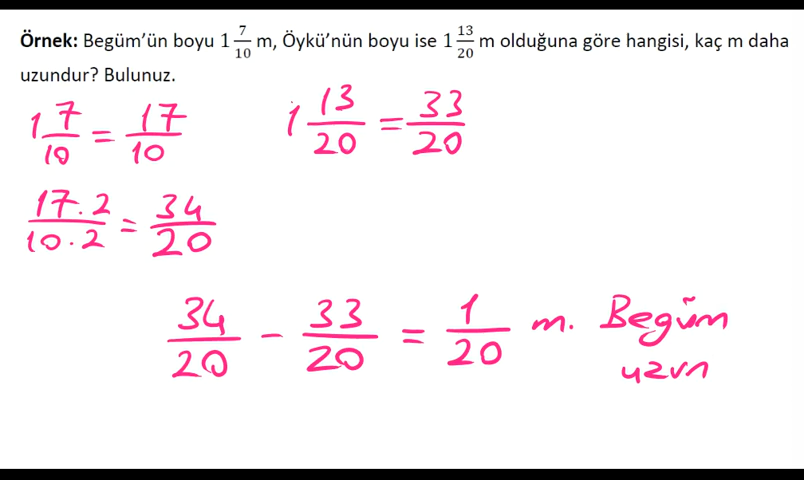 Örnek: Begüm’ün boyu 1 7/10 m, Öykü’nün boyu ise 1 13/20 m olduğuna göre hangisi, kaç m daha
uzundur? Bulunuz.
1 7/10 = 17/10 1 13/20 = 33/20
17.2/10.2 = 34/20
34/20 - 33/20 = 1/20 m. Begüm
uzun